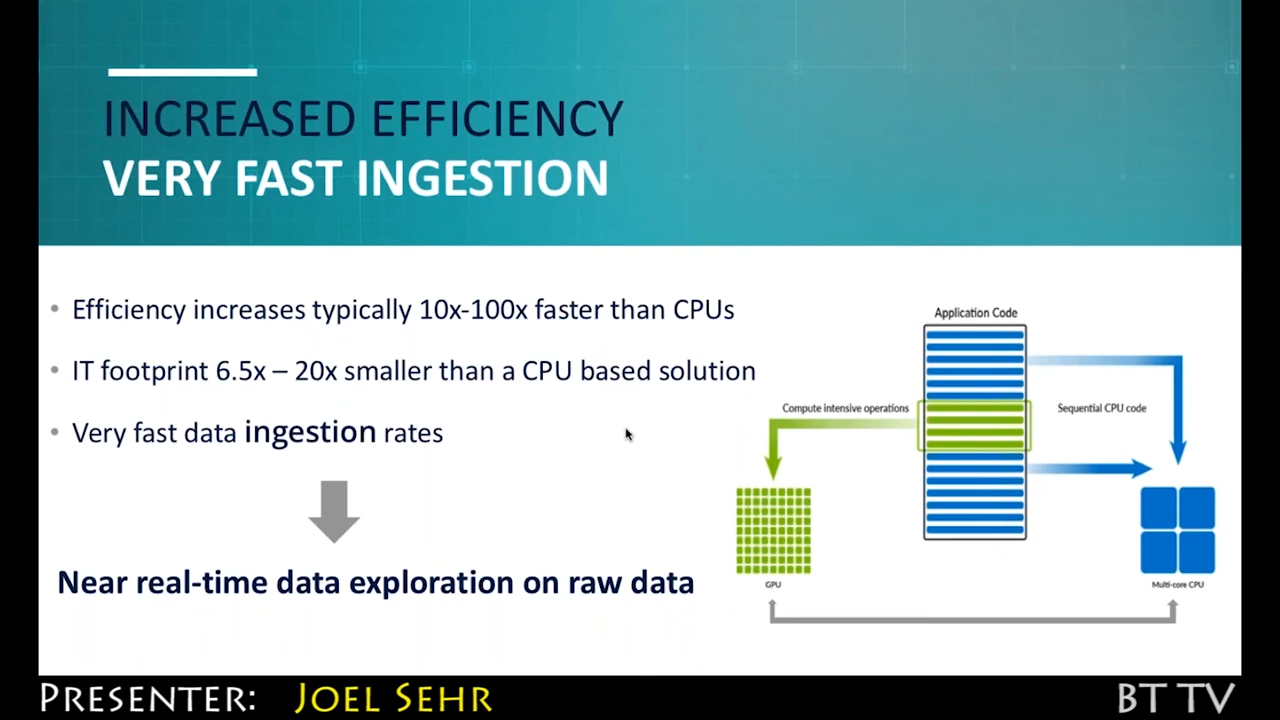 INCREASED EFFICIENCY
VERY FAST INGESTION
• Efficiency increases typically 10x-100x faster than CPUs
• IT footprint 6.5x – 20x smaller than a CPU based solution
• Very fast data ingestion rates
Near real-time data exploration on raw data
Application Code
Compute intensive operations
Sequential CPU code
GPU
Multi-core CPU
PRESENTER: JOEL SEHR
BT TV